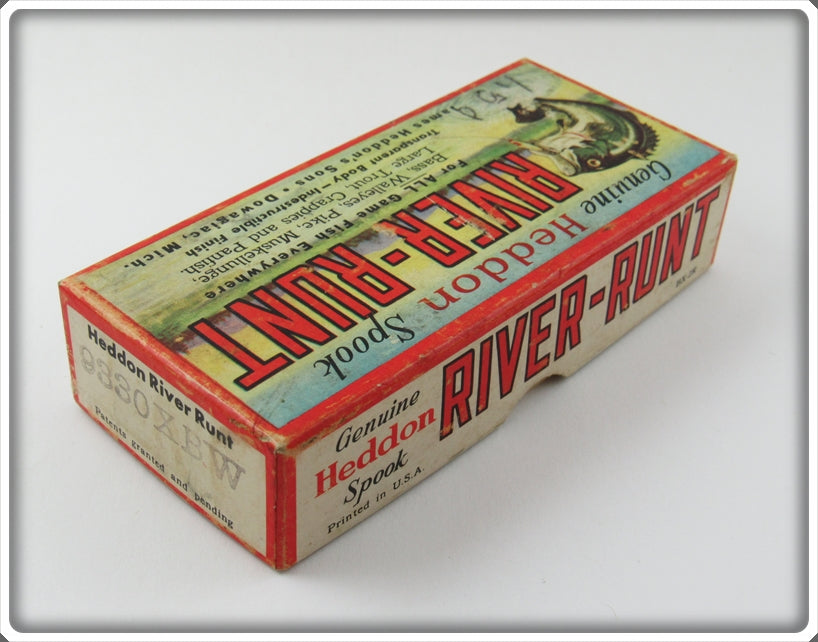 Genuine Heddon Spook
RIVER-RUNT
For ALL Game Fish Everywhere
Bass, Walleyes, Pike, Muskellunge,
Large Trout, Crappies and Panfish.
Transparent Body—Indestructible Finish
James Heddon's Sons • Dowagiac, Mich.
Heddon River Runt
9330XBW
Patents granted and pending
Genuine
Heddon
Spook
RIVER-RUNT
Printed in U.S.A.